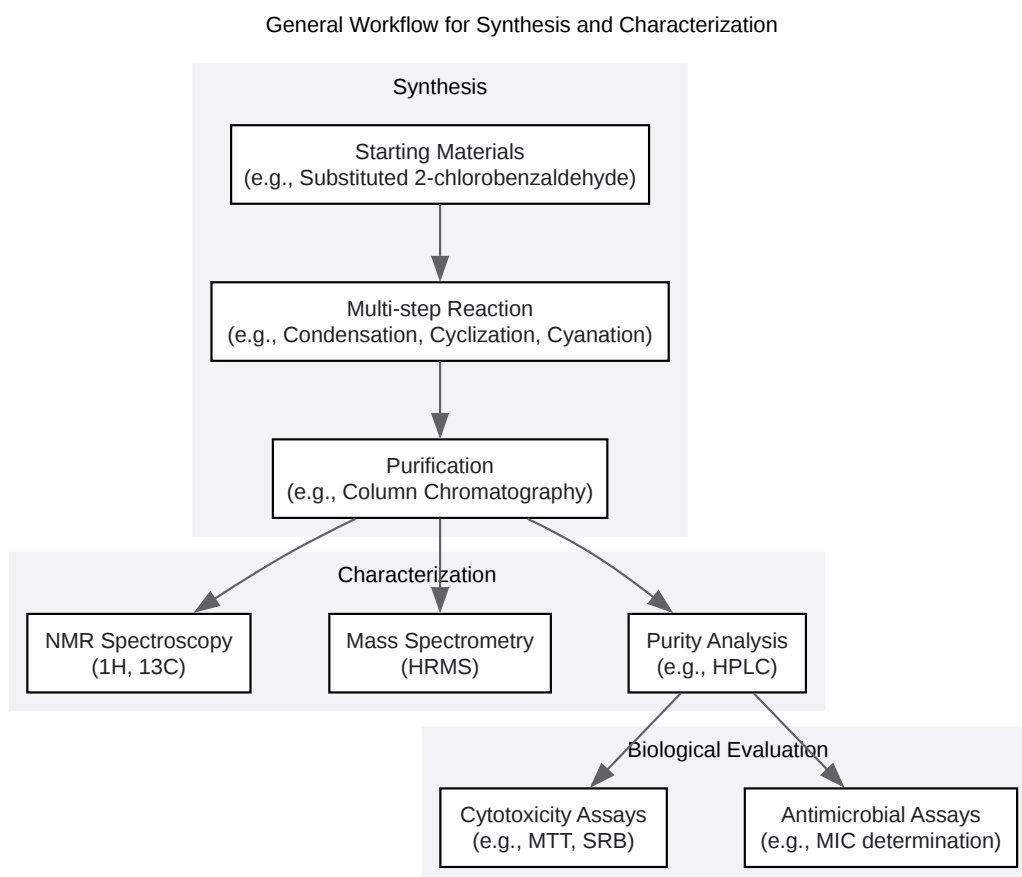 General Workflow for Synthesis and Characterization
Synthesis
Starting Materials
(e.g., Substituted 2-chlorobenzaldehyde)
Multi-step Reaction
(e.g., Condensation, Cyclization, Cyanation)
Purification
(e.g., Column Chromatography)
Characterization
NMR Spectroscopy
(1H, 13C)
Mass Spectrometry
(HRMS)
Purity Analysis
(e.g., HPLC)
Biological Evaluation
Cytotoxicity Assays
(e.g., MTT, SRB)
Antimicrobial Assays
(e.g., MIC determination)